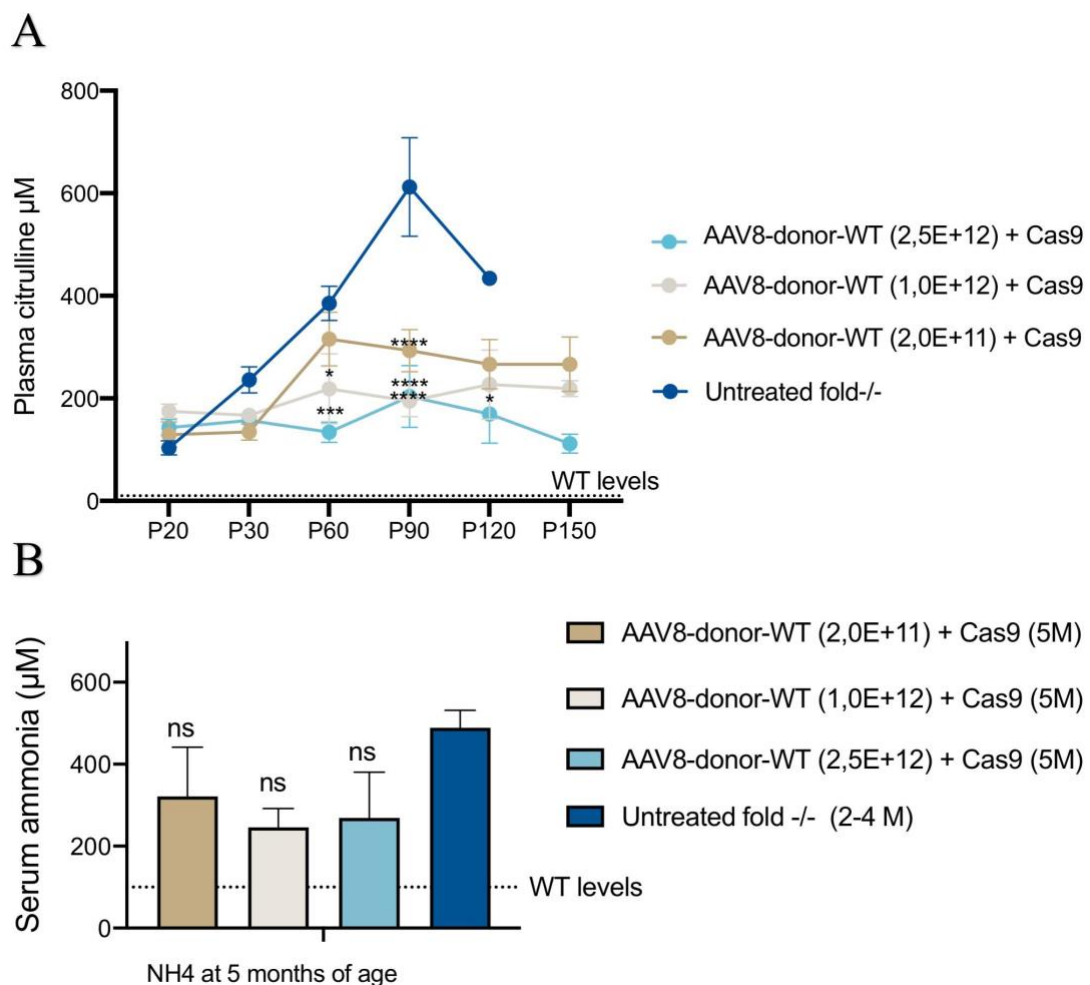 A
800
600
400
200
0
Plasma citrulline µM
****
*
****
****
***
*
WT levels
P20 P30 P60 P90 P120 P150
AAV8-donor-WT (2,5E+12) + Cas9
AAV8-donor-WT (1,0E+12) + Cas9
AAV8-donor-WT (2,0E+11) + Cas9
Untreated fold-/-
B
600
400
200
0
Serum ammonia (µM)
ns
ns
ns
WT levels
NH4 at 5 months of age
AAV8-donor-WT (2,0E+11) + Cas9 (5M)
AAV8-donor-WT (1,0E+12) + Cas9 (5M)
AAV8-donor-WT (2,5E+12) + Cas9 (5M)
Untreated fold -/- (2-4 M)